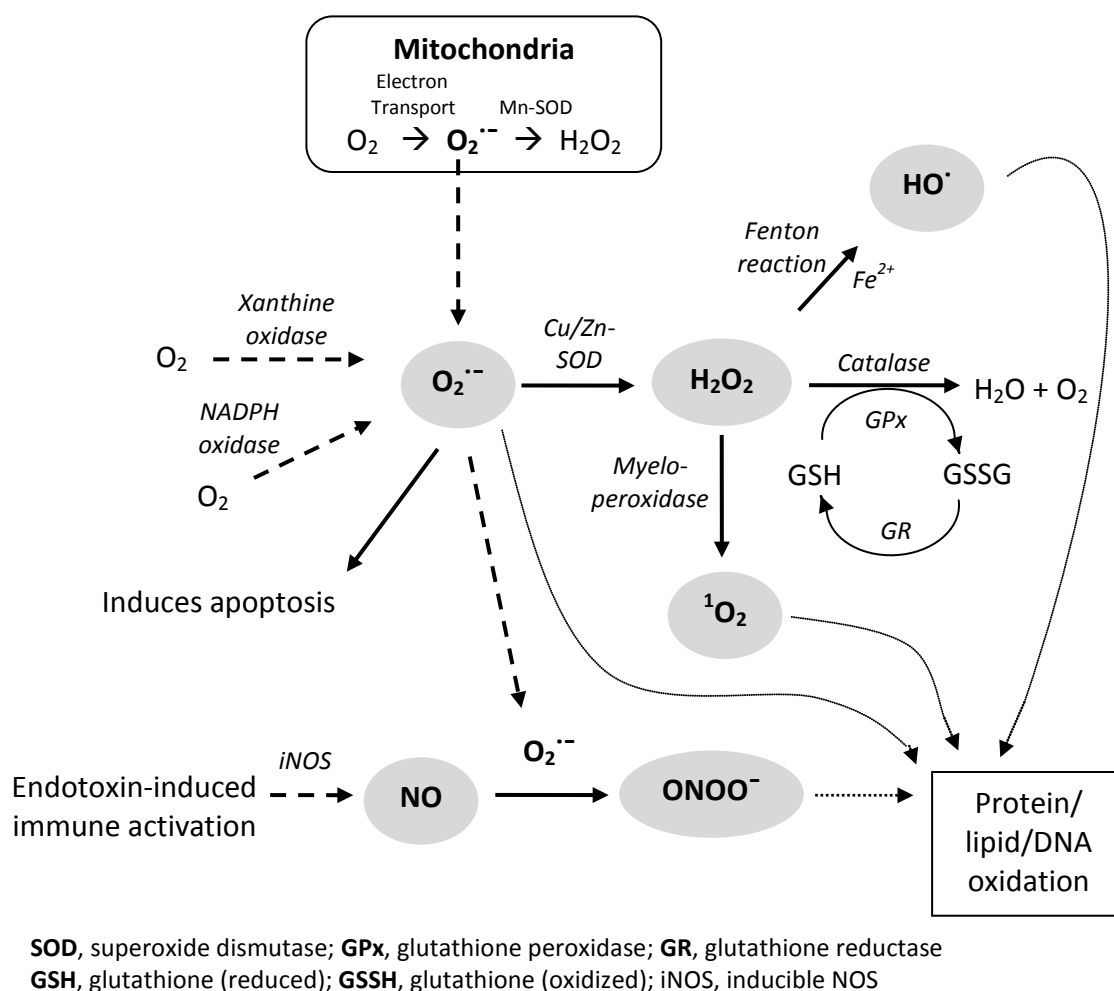 Mitochondria
Electron
Transport
Mn-SOD
O₂ → O₂·− → H₂O₂
HO·
Fenton
reaction
Fe²⁺
Xanthine
oxidase
O₂
NADPH
oxidase
O₂
O₂·−
Cu/Zn-
SOD
H₂O₂
Catalase
H₂O + O₂
GPx
GSH
GSSG
GR
Myelo-
peroxidase
¹O₂
Induces apoptosis
O₂·−
Endotoxin-induced
immune activation
iNOS
NO
ONOO⁻
Protein/
lipid/DNA
oxidation
SOD, superoxide dismutase; GPx, glutathione peroxidase; GR, glutathione reductase
GSH, glutathione (reduced); GSSH, glutathione (oxidized); iNOS, inducible NOS